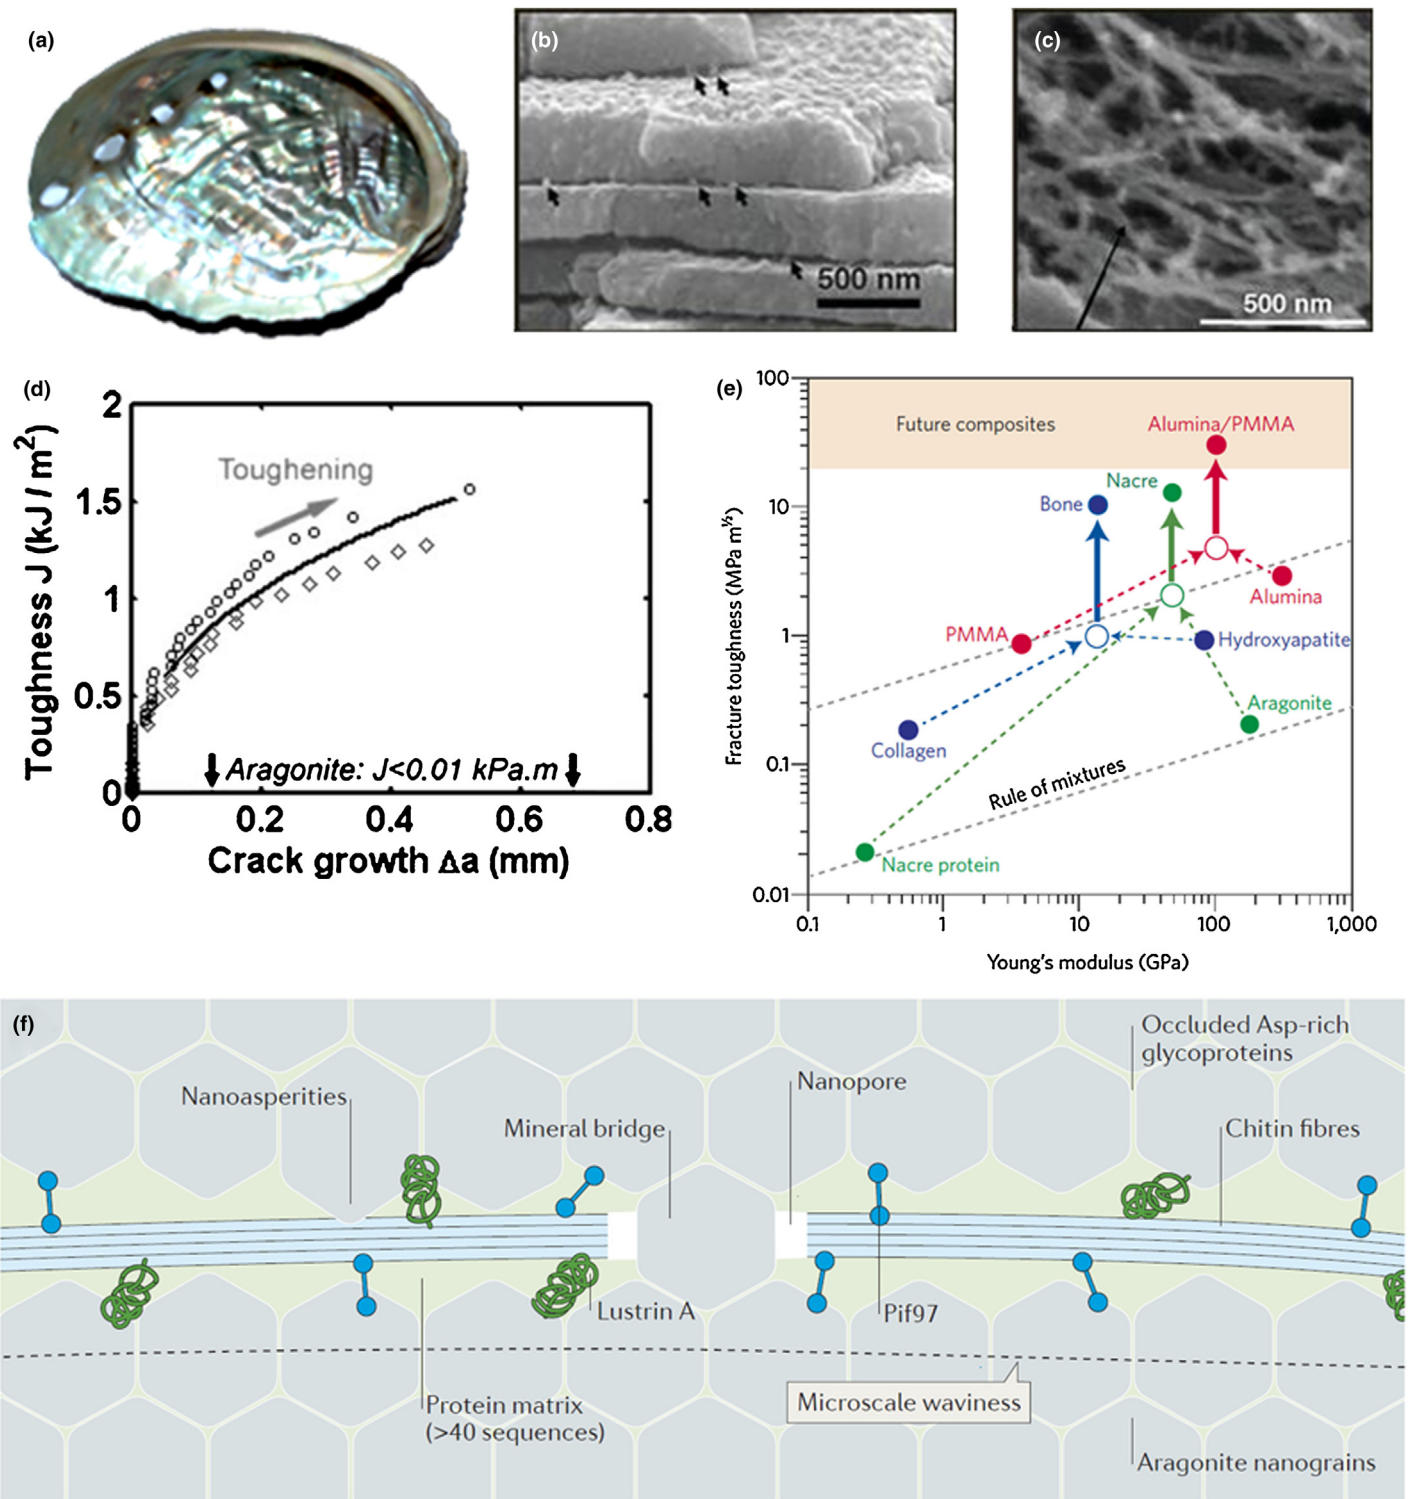 (a)
(b)
500 nm
(c)
500 nm
(d)
2
1.5
1
0.5
0
Toughness J (kJ / m²)
Toughening
Aragonite: J<0.01 kPa.m
0 0.2 0.4 0.6 0.8
Crack growth Δa (mm)
(e)
100
10
1
0.1
0.01
Fracture toughness (MPa m½)
Future composites
Alumina/PMMA
Nacre
Bone
Alumina
PMMA
Hydroxyapatite
Aragonite
Collagen
Rule of mixtures
Nacre protein
0.1 1 10 100 1,000
Young's modulus (GPa)
(f)
Occluded Asp-rich
glycoproteins
Nanoasperities
Nanopore
Mineral bridge
Chitin fibres
Lustrin A
Pif97
Protein matrix
(>40 sequences)
Microscale waviness
Aragonite nanograins